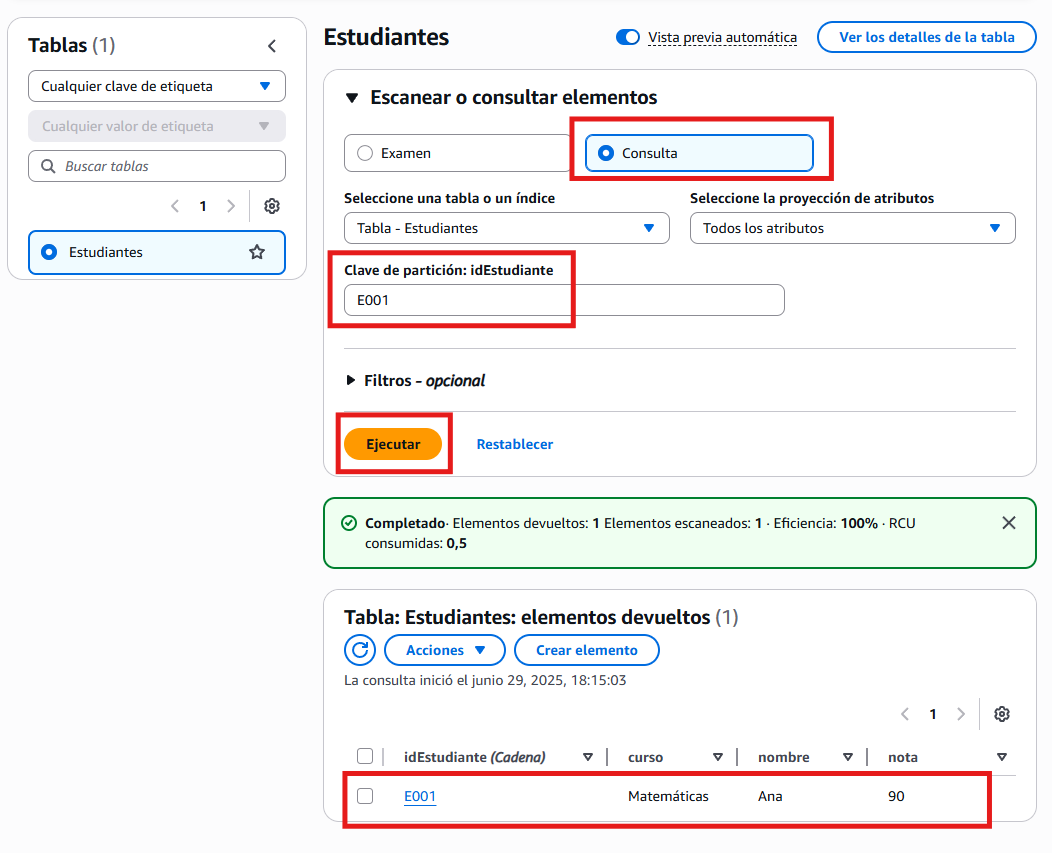 Tablas (1)
Cualquier clave de etiqueta
Cualquier valor de etiqueta
Buscar tablas
1
Estudiantes
Estudiantes
Vista previa automática
Ver los detalles de la tabla
Escanear o consultar elementos
Examen
Consulta
Seleccione una tabla o un índice
Seleccione la proyección de atributos
Tabla - Estudiantes
Todos los atributos
Clave de partición: idEstudiante
E001
Filtros - opcional
Ejecutar
Restablecer
Completado· Elementos devueltos: 1 Elementos escaneados: 1 · Eficiencia: 100% · RCU
consumidas: 0,5
Tabla: Estudiantes: elementos devueltos (1)
Acciones
Crear elemento
La consulta inició el junio 29, 2025, 18:15:03
1
idEstudiante (Cadena) curso nombre nota
E001 Matemáticas Ana 90